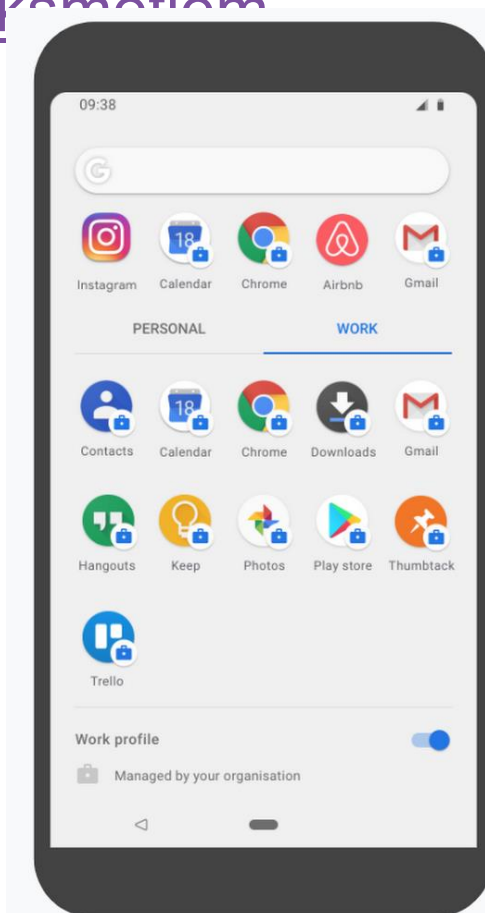 09:38
Instagram Calendar Chrome Airbnb Gmail
PERSONAL WORK
Contacts Calendar Chrome Downloads Gmail
Hangouts Keep Photos Play store Thumbtack
Trello
Work profile
Managed by your organisation